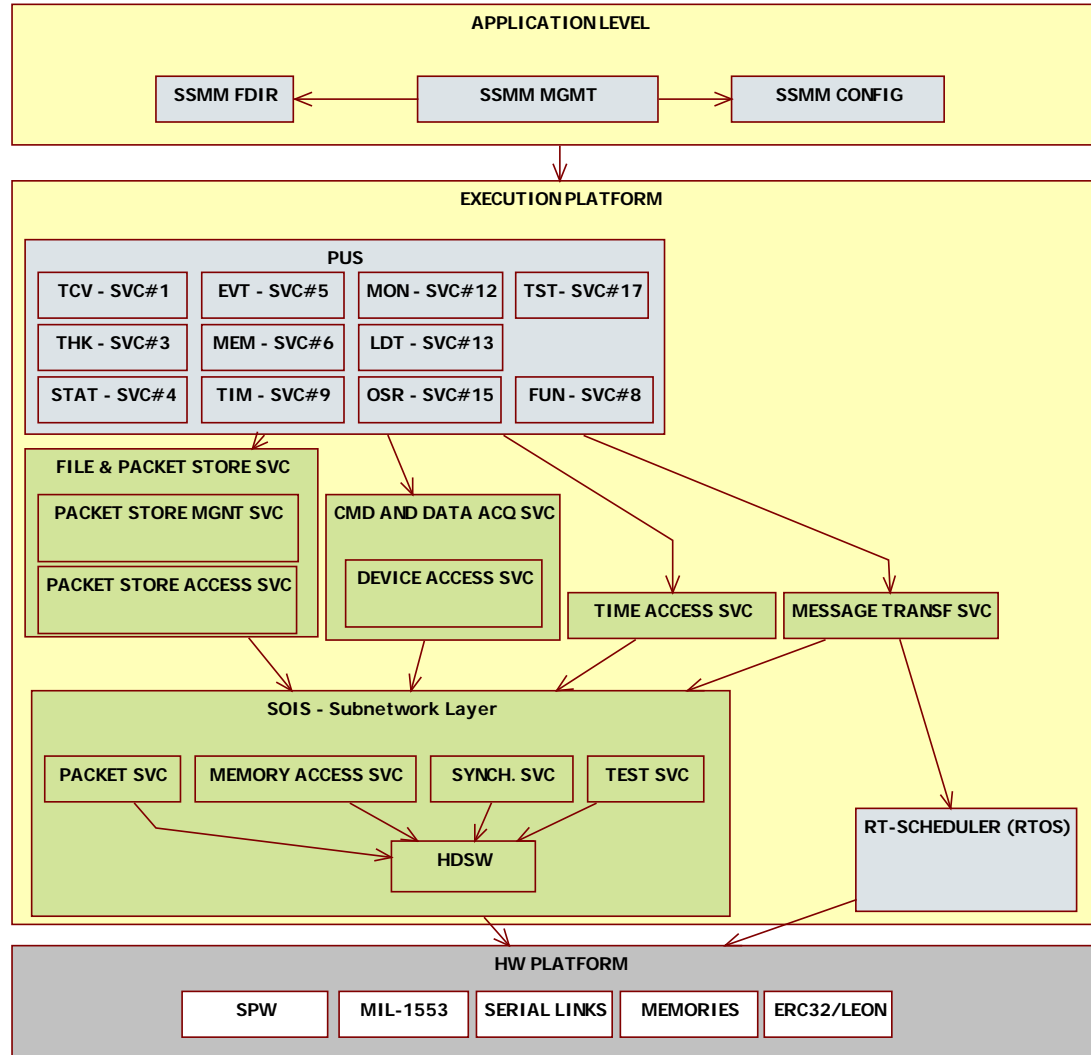 APPLICATION LEVEL
SSMM FDIR
SSMM MGMT
SSMM CONFIG
EXECUTION PLATFORM
PUS
TCV - SVC#1
EVT - SVC#5
MON - SVC#12
TST- SVC#17
THK - SVC#3
MEM - SVC#6
LDT - SVC#13
STAT - SVC#4
TIM - SVC#9
OSR - SVC#15
FUN - SVC#8
FILE & PACKET STORE SVC
PACKET STORE MGNT SVC
PACKET STORE ACCESS SVC
CMD AND DATA ACQ SVC
DEVICE ACCESS SVC
TIME ACCESS SVC
MESSAGE TRANSF SVC
SOIS - Subnetwork Layer
PACKET SVC
MEMORY ACCESS SVC
SYNCH. SVC
TEST SVC
HDSW
RT-SCHEDULER (RTOS)
HW PLATFORM
SPW
MIL-1553
SERIAL LINKS
MEMORIES
ERC32/LEON